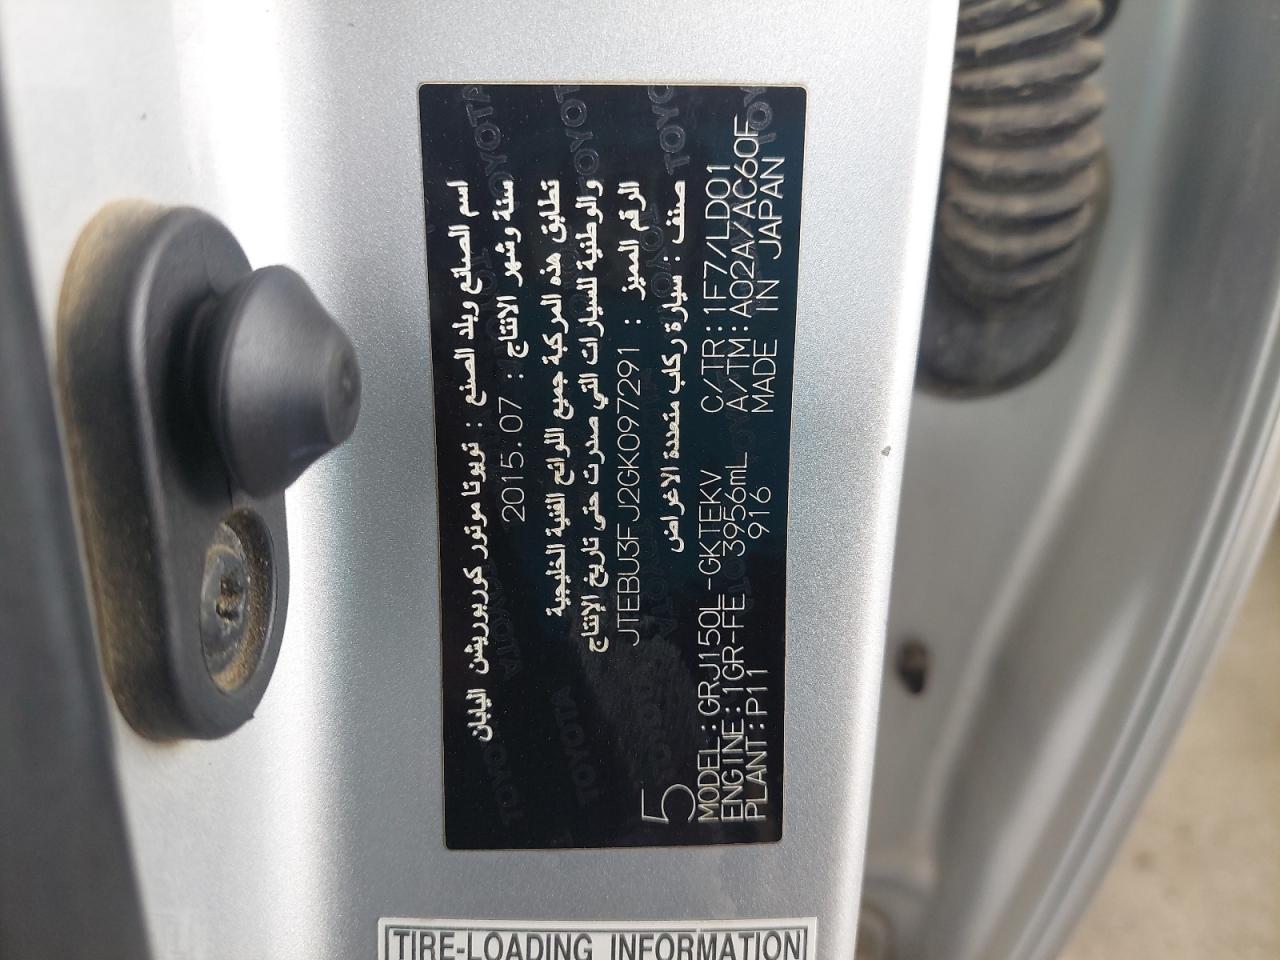 اسم الصانع وبلد الصنع : تويوتا موتور كوربوريشن اليابان
سنة وشهر الانتاج : 2015.07
تطابق هذه المركبة جميع اللوائح الفنية الخليجية
والوطنية للسيارات التي صدرت حتى تاريخ الإنتاج
الرقم المميز : JTEBU3FJ2GK097291
صنف : سيارة ركاب متعددة الاغراض
5
MODEL:GRJ150L-GKTEKV C/TR:1F7/LD01
ENGINE:1GR-FE 3956mL A/TM:A02A/AC60F
PLANT:P11 916 MADE IN JAPAN
TIRE-LOADING INFORMATION